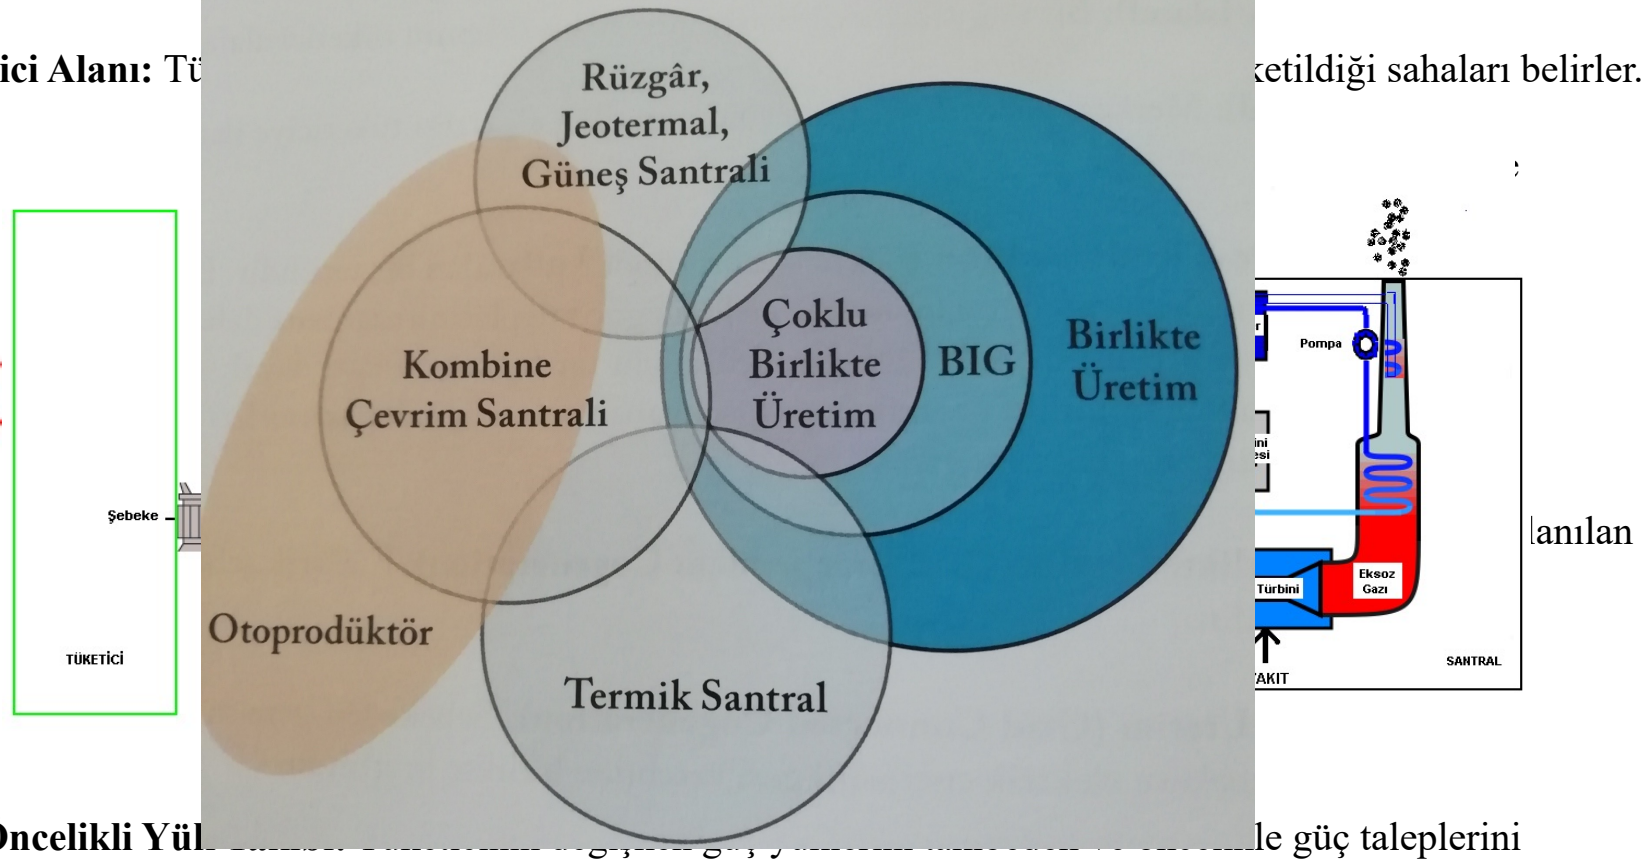 ici Alanı: Tü
ketildiği sahaları belirler.
Rüzgâr,
Jeotermal,
Güneş Santrali
Kombine
Çevrim Santrali
Çoklu
Birlikte
Üretim
BIG
Birlikte
Üretim
Otoprodüktör
Termik Santral
Şebeke
TÜKETİCİ
Pompa
Türbini
Eksoz
Gazı
SANTRAL
AKIT
lanılan
Öncelikli Yük
le güç taleplerini